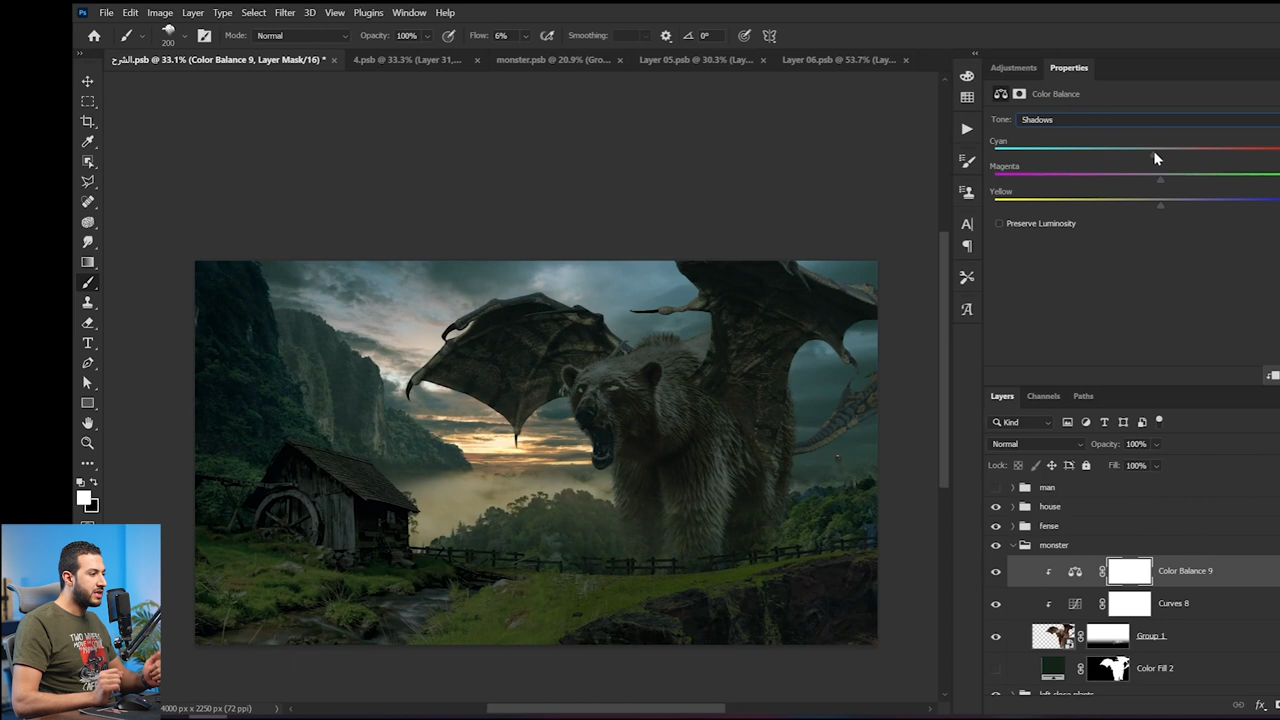 File Edit Image Layer Type Select Filter 3D View Plugins Window Help
200 Mode: Normal Opacity: 100% Flow: 6% Smoothing: 0°
الشرح.psb @ 33.1% (Color Balance 9, Layer Mask/16) * × 4.psb @ 33.3% (Layer 31,... × monster.psb @ 20.9% (Gro... × Layer 05.psb @ 30.3% (Lay... × Layer 06.psb @ 53.7% (Lay... ×
Adjustments Properties
Color Balance
Tone: Shadows
Cyan
Magenta
Yellow
Preserve Luminosity
Layers Channels Paths
Kind
Normal Opacity: 100%
Lock: Fill: 100%
man
house
fense
monster
Color Balance 9
Curves 8
Group 1
Color Fill 2
4000 px x 2250 px (72 ppi)